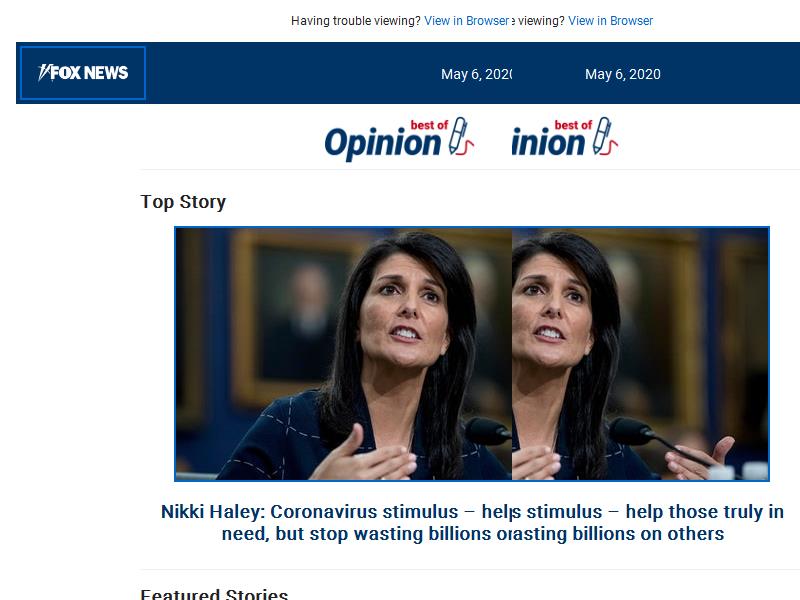 Having trouble viewing? View in Browser e viewing? View in Browser
FOX NEWS
May 6, 2020 May 6, 2020
best of best of
Opinion inion
Top Story
Nikki Haley: Coronavirus stimulus – help s stimulus – help those truly in
need, but stop wasting billions o rasting billions on others
Featured Stories